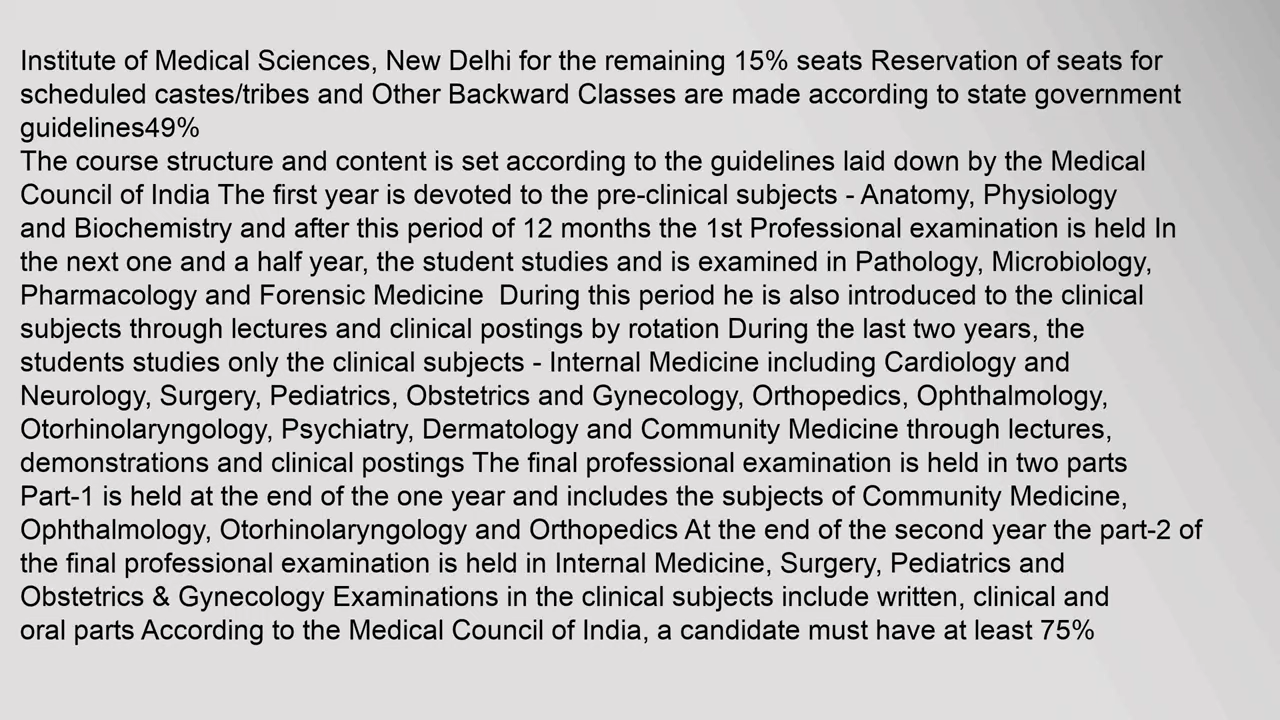 Institute of Medical Sciences, New Delhi for the remaining 15% seats Reservation of seats for
scheduled castes/tribes and Other Backward Classes are made according to state government
guidelines49%
The course structure and content is set according to the guidelines laid down by the Medical
Council of India The first year is devoted to the pre-clinical subjects - Anatomy, Physiology
and Biochemistry and after this period of 12 months the 1st Professional examination is held In
the next one and a half year, the student studies and is examined in Pathology, Microbiology,
Pharmacology and Forensic Medicine  During this period he is also introduced to the clinical
subjects through lectures and clinical postings by rotation During the last two years, the
students studies only the clinical subjects - Internal Medicine including Cardiology and
Neurology, Surgery, Pediatrics, Obstetrics and Gynecology, Orthopedics, Ophthalmology,
Otorhinolaryngology, Psychiatry, Dermatology and Community Medicine through lectures,
demonstrations and clinical postings The final professional examination is held in two parts
Part-1 is held at the end of the one year and includes the subjects of Community Medicine,
Ophthalmology, Otorhinolaryngology and Orthopedics At the end of the second year the part-2 of
the final professional examination is held in Internal Medicine, Surgery, Pediatrics and
Obstetrics & Gynecology Examinations in the clinical subjects include written, clinical and
oral parts According to the Medical Council of India, a candidate must have at least 75%